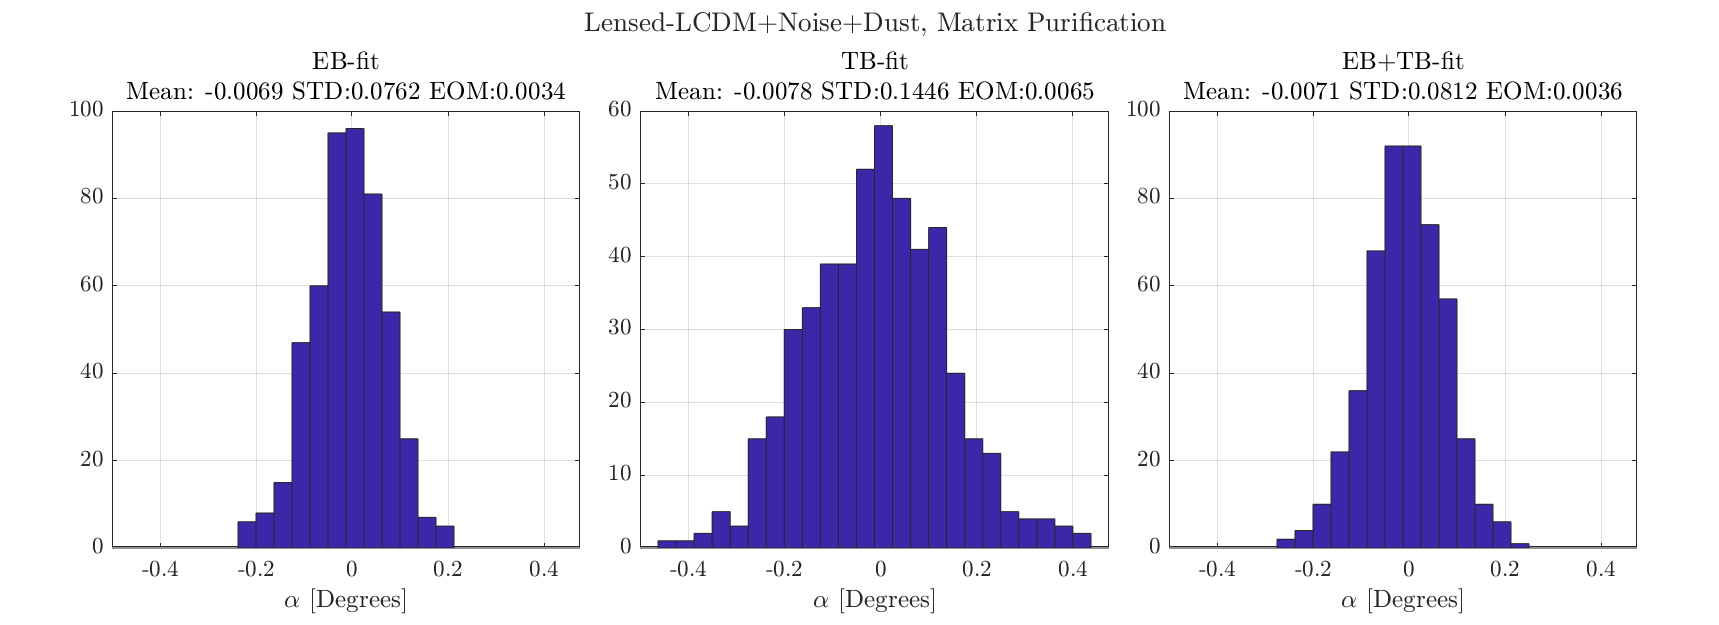 Lensed-LCDM+Noise+Dust, Matrix Purification
EB-fit
Mean: -0.0069 STD:0.0762 EOM:0.0034
100
80
60
40
20
0
-0.4 -0.2 0 0.2 0.4
α [Degrees]
TB-fit
Mean: -0.0078 STD:0.1446 EOM:0.0065
60
50
40
30
20
10
0
-0.4 -0.2 0 0.2 0.4
α [Degrees]
EB+TB-fit
Mean: -0.0071 STD:0.0812 EOM:0.0036
100
80
60
40
20
0
-0.4 -0.2 0 0.2 0.4
α [Degrees]